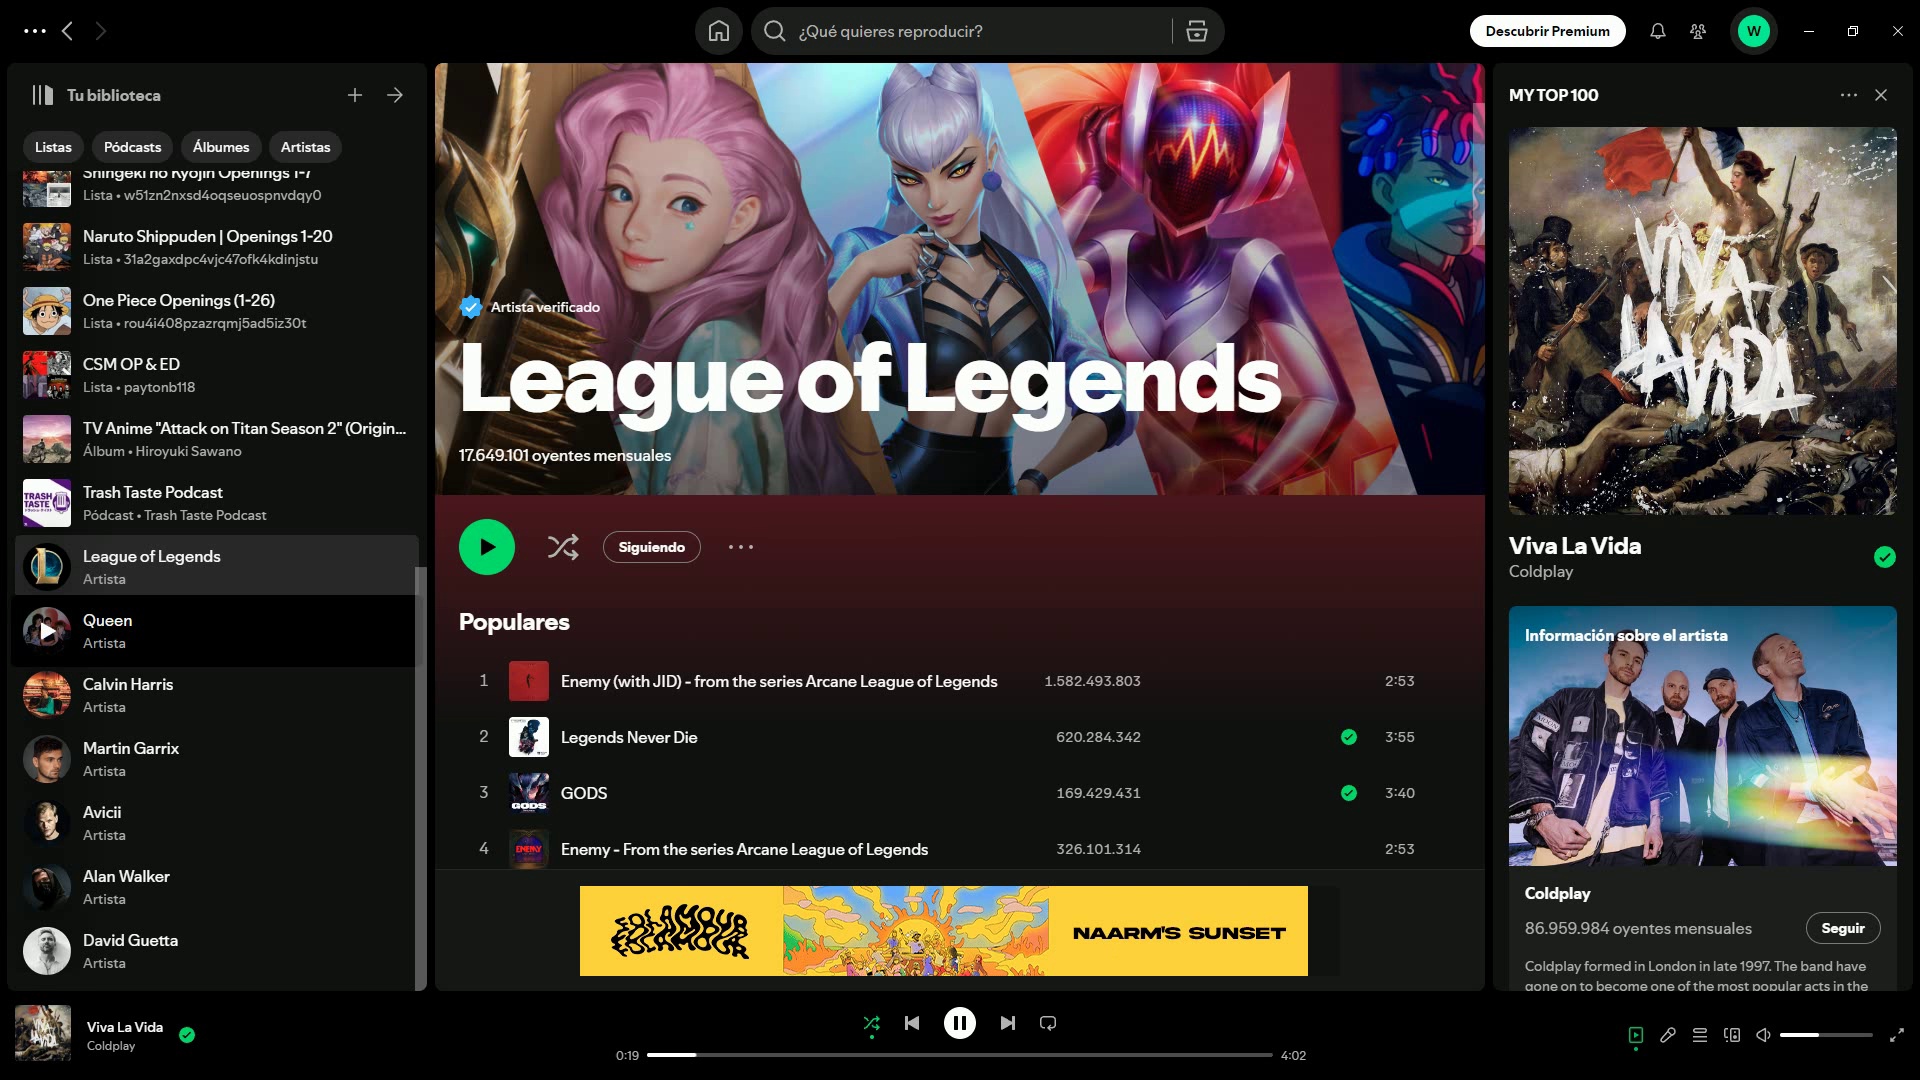 ¿Qué quieres reproducir?
Descubrir Premium
W
Tu biblioteca
Listas
Pódcasts
Álbumes
Artistas
Shingeki no Kyojin Openings 1-7
Lista • w51zn2nxsd4oqseuospnvdqy0
Naruto Shippuden | Openings 1-20
Lista • 31a2gaxdpc4vjc47ofk4kdinjstu
One Piece Openings (1-26)
Lista • rou4i408pzazrqmj5ad5iz30t
CSM OP & ED
Lista • paytonb118
TV Anime "Attack on Titan Season 2" (Origin...
Álbum • Hiroyuki Sawano
TRASH TASTE
Trash Taste Podcast
Pódcast • Trash Taste Podcast
League of Legends
Artista
Queen
Artista
Calvin Harris
Artista
Martin Garrix
Artista
Avicii
Artista
Alan Walker
Artista
David Guetta
Artista
Artista verificado
League of Legends
17.649.101 oyentes mensuales
Siguiendo
Populares
1 Enemy (with JID) - from the series Arcane League of Legends 1.582.493.803 2:53
2 Legends Never Die 620.284.342 3:55
3 GODS 169.429.431 3:40
GODS
4 Enemy - From the series Arcane League of Legends 326.101.314 2:53
ENEMY
NAARM'S SUNSET
MY TOP 100
VIVA
LA VIDA
Viva La Vida
Coldplay
Información sobre el artista
Coldplay
86.959.984 oyentes mensuales
Seguir
Coldplay formed in London in late 1997. The band have
gone on to become one of the most popular acts in the
Viva La Vida
Coldplay
0:19
4:02